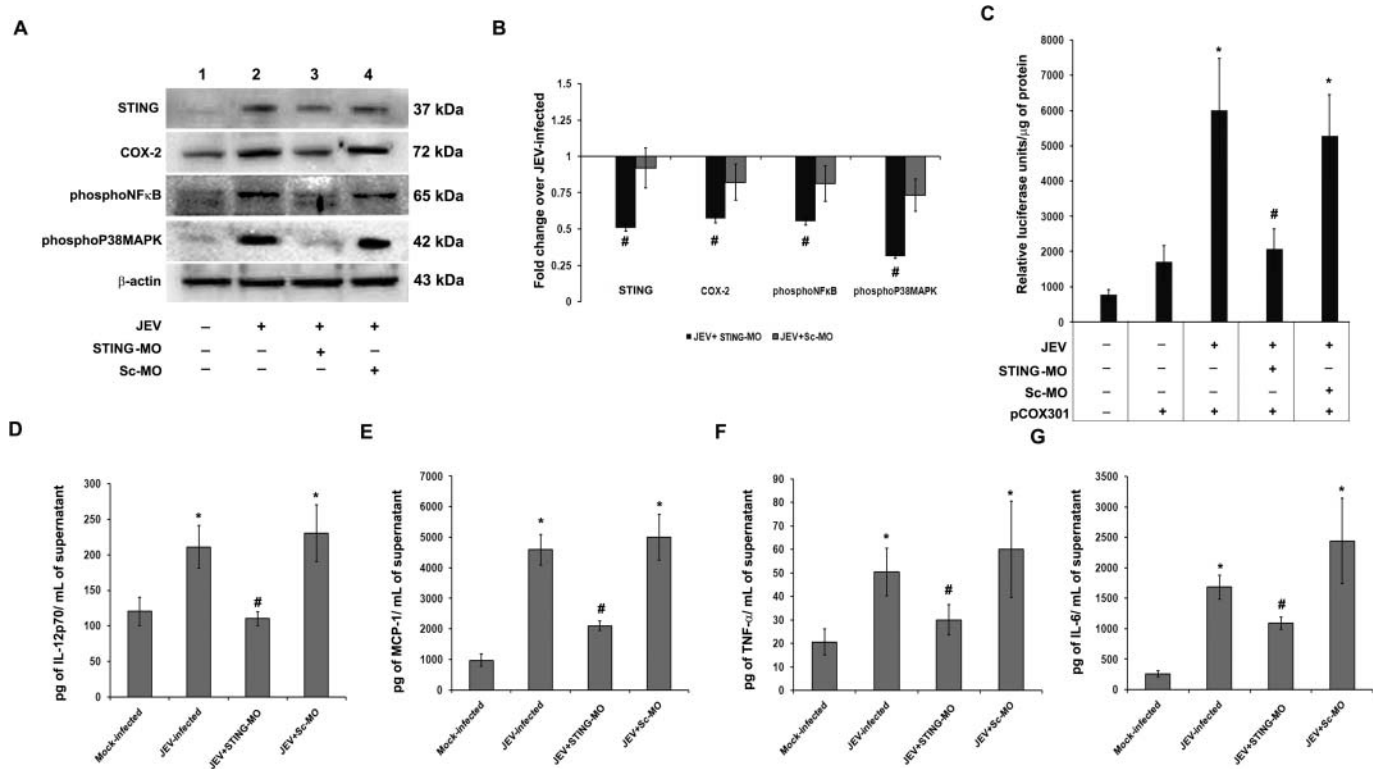 A
1 2 3 4
STING 37 kDa
COX-2 72 kDa
phosphoNFκB 65 kDa
phosphoP38MAPK 42 kDa
β-actin 43 kDa
JEV – + + +
STING-MO – – + –
Sc-MO – – – +
B
Fold change over JEV-infected
1.5
1.25
1
0.75
0.5
0.25
0
# # # #
STING COX-2 phosphoNFκB phosphoP38MAPK
JEV+ STING-MO JEV+Sc-MO
C
Relative luciferase units/μg of protein
8000
7000
6000
5000
4000
3000
2000
1000
0
* # *
JEV – – + + +
STING-MO – – – + –
Sc-MO – – – – +
pCOX301 – + + + +
D
pg of IL-12p70/ mL of supernatant
300
250
200
150
100
50
0
* # *
Mock-infected JEV-infected JEV+STING-MO JEV+Sc-MO
E
pg of MCP-1/ mL of supernatant
7000
6000
5000
4000
3000
2000
1000
0
* # *
Mock-infected JEV-infected JEV+STING-MO JEV+Sc-MO
F
pg of TNF-α/ mL of supernatant
90
80
70
60
50
40
30
20
10
0
* # *
Mock-infected JEV-infected JEV+STING-MO JEV+Sc-MO
G
pg of IL-6/ mL of supernatant
3500
3000
2500
2000
1500
1000
500
0
* # *
Mock-infected JEV-infected JEV+STING-MO JEV+Sc-MO